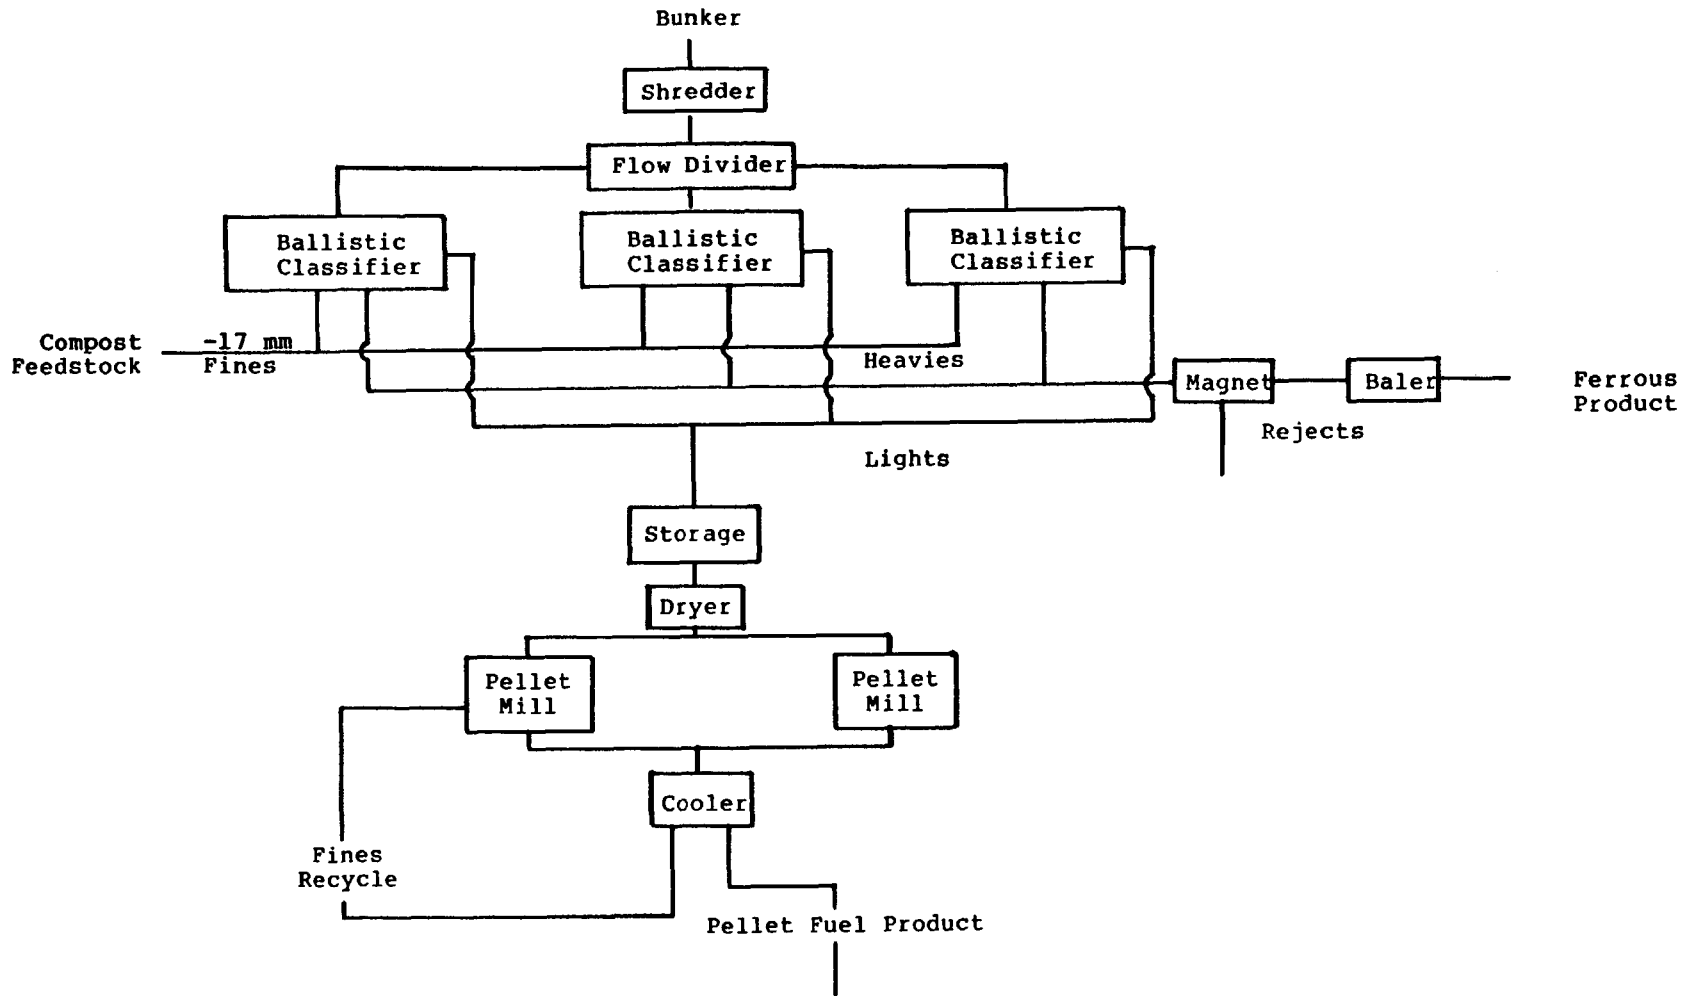 Bunker
Shredder
Flow Divider
Ballistic
Classifier
Ballistic
Classifier
Ballistic
Classifier
Compost
Feedstock
-17 mm
Fines
Heavies
Magnet
Baler
Ferrous
Product
Rejects
Lights
Storage
Dryer
Pellet
Mill
Pellet
Mill
Cooler
Fines
Recycle
Pellet Fuel Product